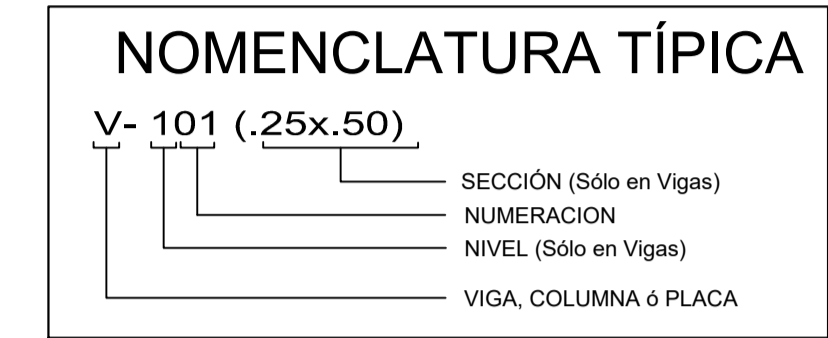 NOMENCLATURA TÍPICA
V- 101 (.25x.50)
SECCIÓN (Sólo en Vigas)
NUMERACION
NIVEL (Sólo en Vigas)
VIGA, COLUMNA ó PLACA